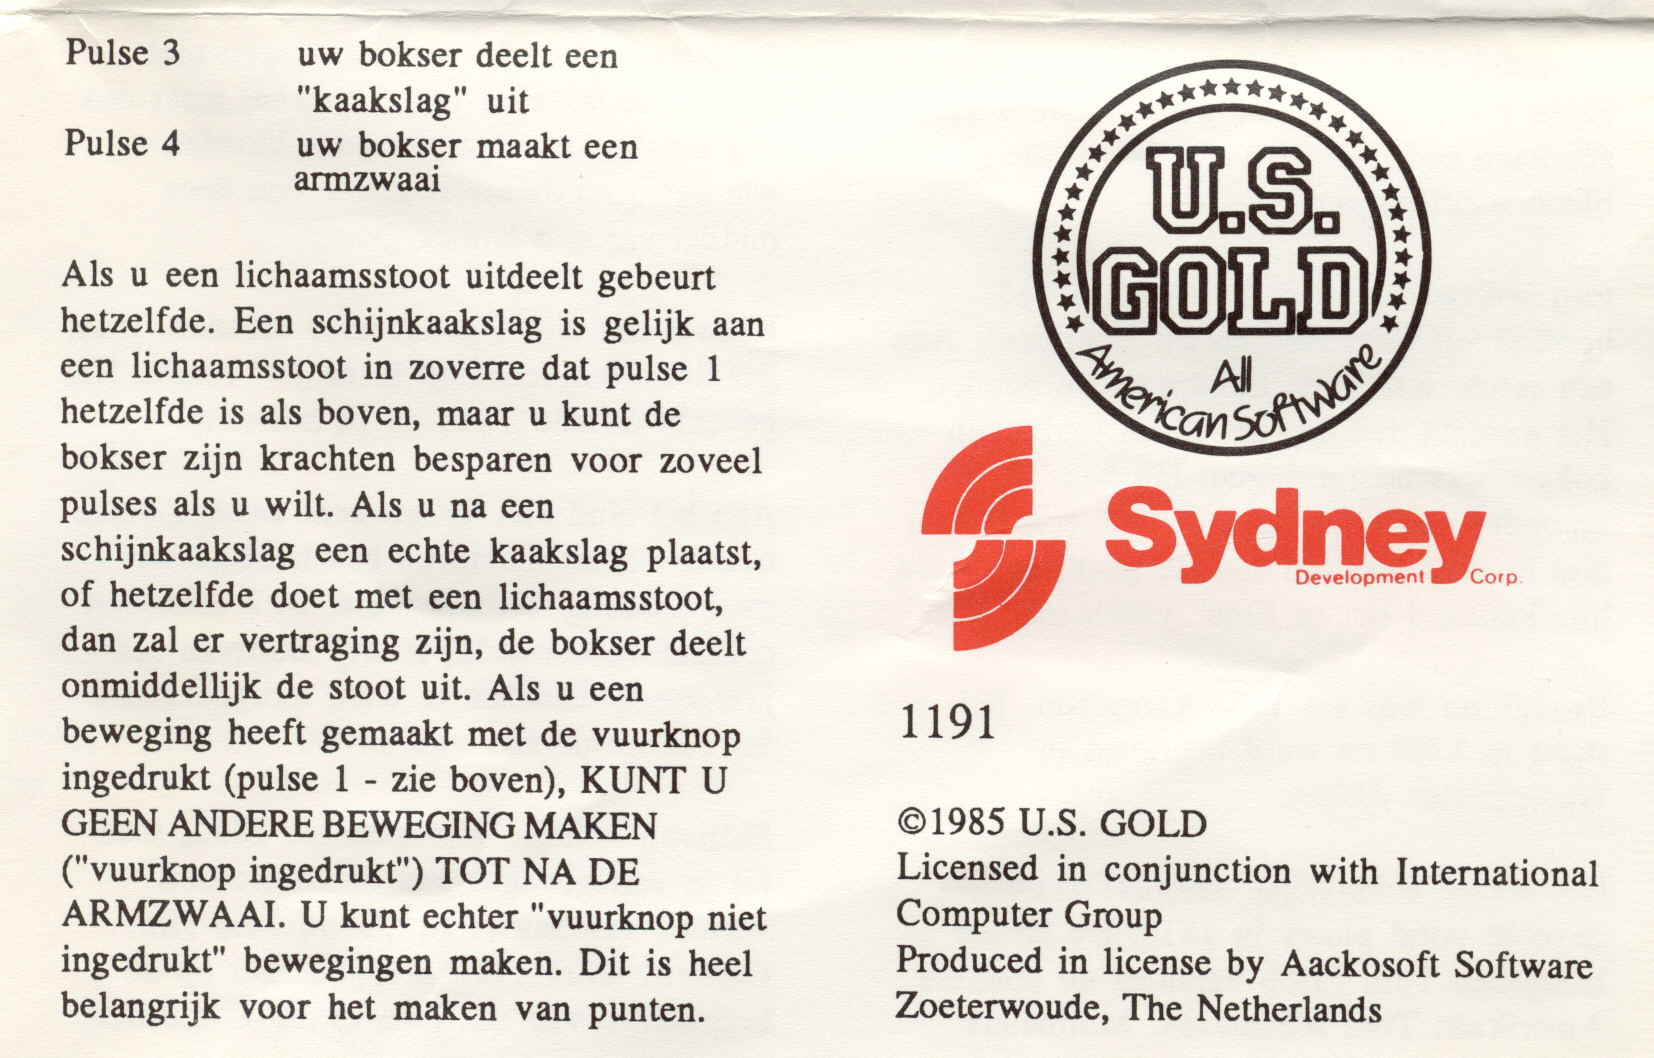 Pulse 3 uw bokser deelt een
"kaakslag" uit
Pulse 4 uw bokser maakt een
armzwaai
Als u een lichaamsstoot uitdeelt gebeurt
hetzelfde. Een schijnkaakslag is gelijk aan
een lichaamsstoot in zoverre dat pulse 1
hetzelfde is als boven, maar u kunt de
bokser zijn krachten besparen voor zoveel
pulses als u wilt. Als u na een
schijnkaakslag een echte kaakslag plaatst,
of hetzelfde doet met een lichaamsstoot,
dan zal er vertraging zijn, de bokser deelt
onmiddellijk de stoot uit. Als u een
beweging heeft gemaakt met de vuurknop
ingedrukt (pulse 1 - zie boven), KUNT U
GEEN ANDERE BEWEGING MAKEN
("vuurknop ingedrukt") TOT NA DE
ARMZWAAI. U kunt echter "vuurknop niet
ingedrukt" bewegingen maken. Dit is heel
belangrijk voor het maken van punten.
U.S.
GOLD
All
American Software
Sydney
Development Corp.
1191
©1985 U.S. GOLD
Licensed in conjunction with International
Computer Group
Produced in license by Aackosoft Software
Zoeterwoude, The Netherlands